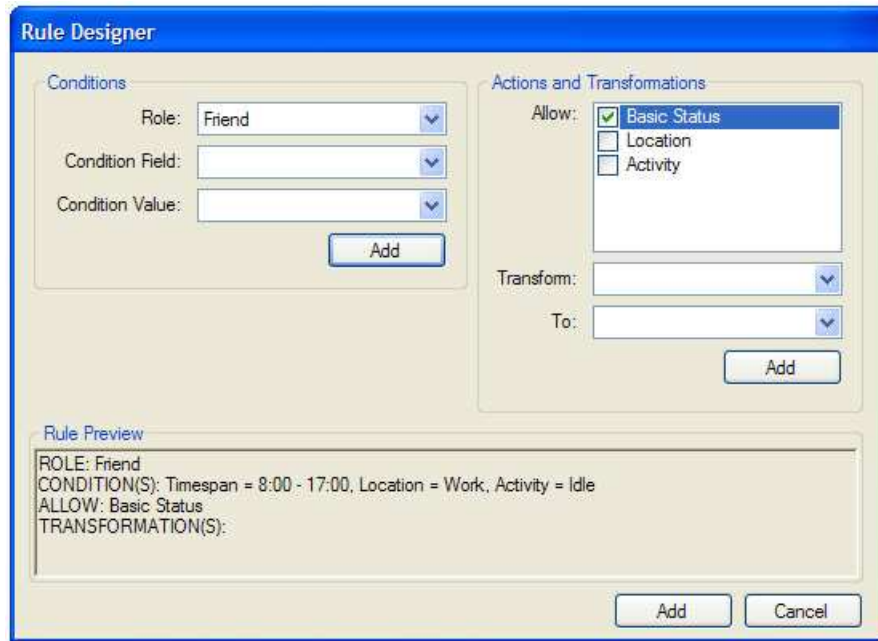 Rule Designer
Conditions
Role: Friend
Condition Field:
Condition Value:
Add
Actions and Transformations
Allow: Basic Status
Location
Activity
Transform:
To:
Add
Rule Preview
ROLE: Friend
CONDITION(S): Timespan = 8:00 - 17:00, Location = Work, Activity = Idle
ALLOW: Basic Status
TRANSFORMATION(S):
Add Cancel